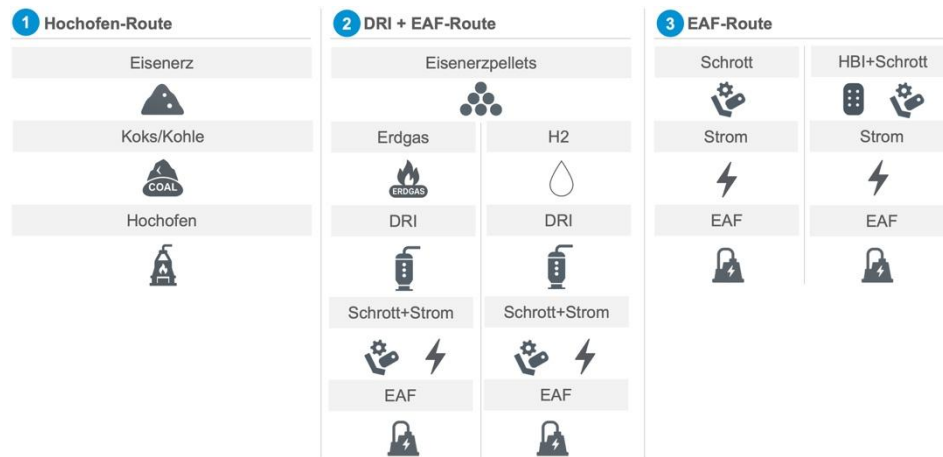 1 Hochofen-Route
Eisenerz
Koks/Kohle
COAL
Hochofen
2 DRI + EAF-Route
Eisenerzpellets
Erdgas
H2
ERDGAS
DRI
DRI
Schrott+Strom
Schrott+Strom
EAF
EAF
3 EAF-Route
Schrott
HBI+Schrott
Strom
Strom
EAF
EAF